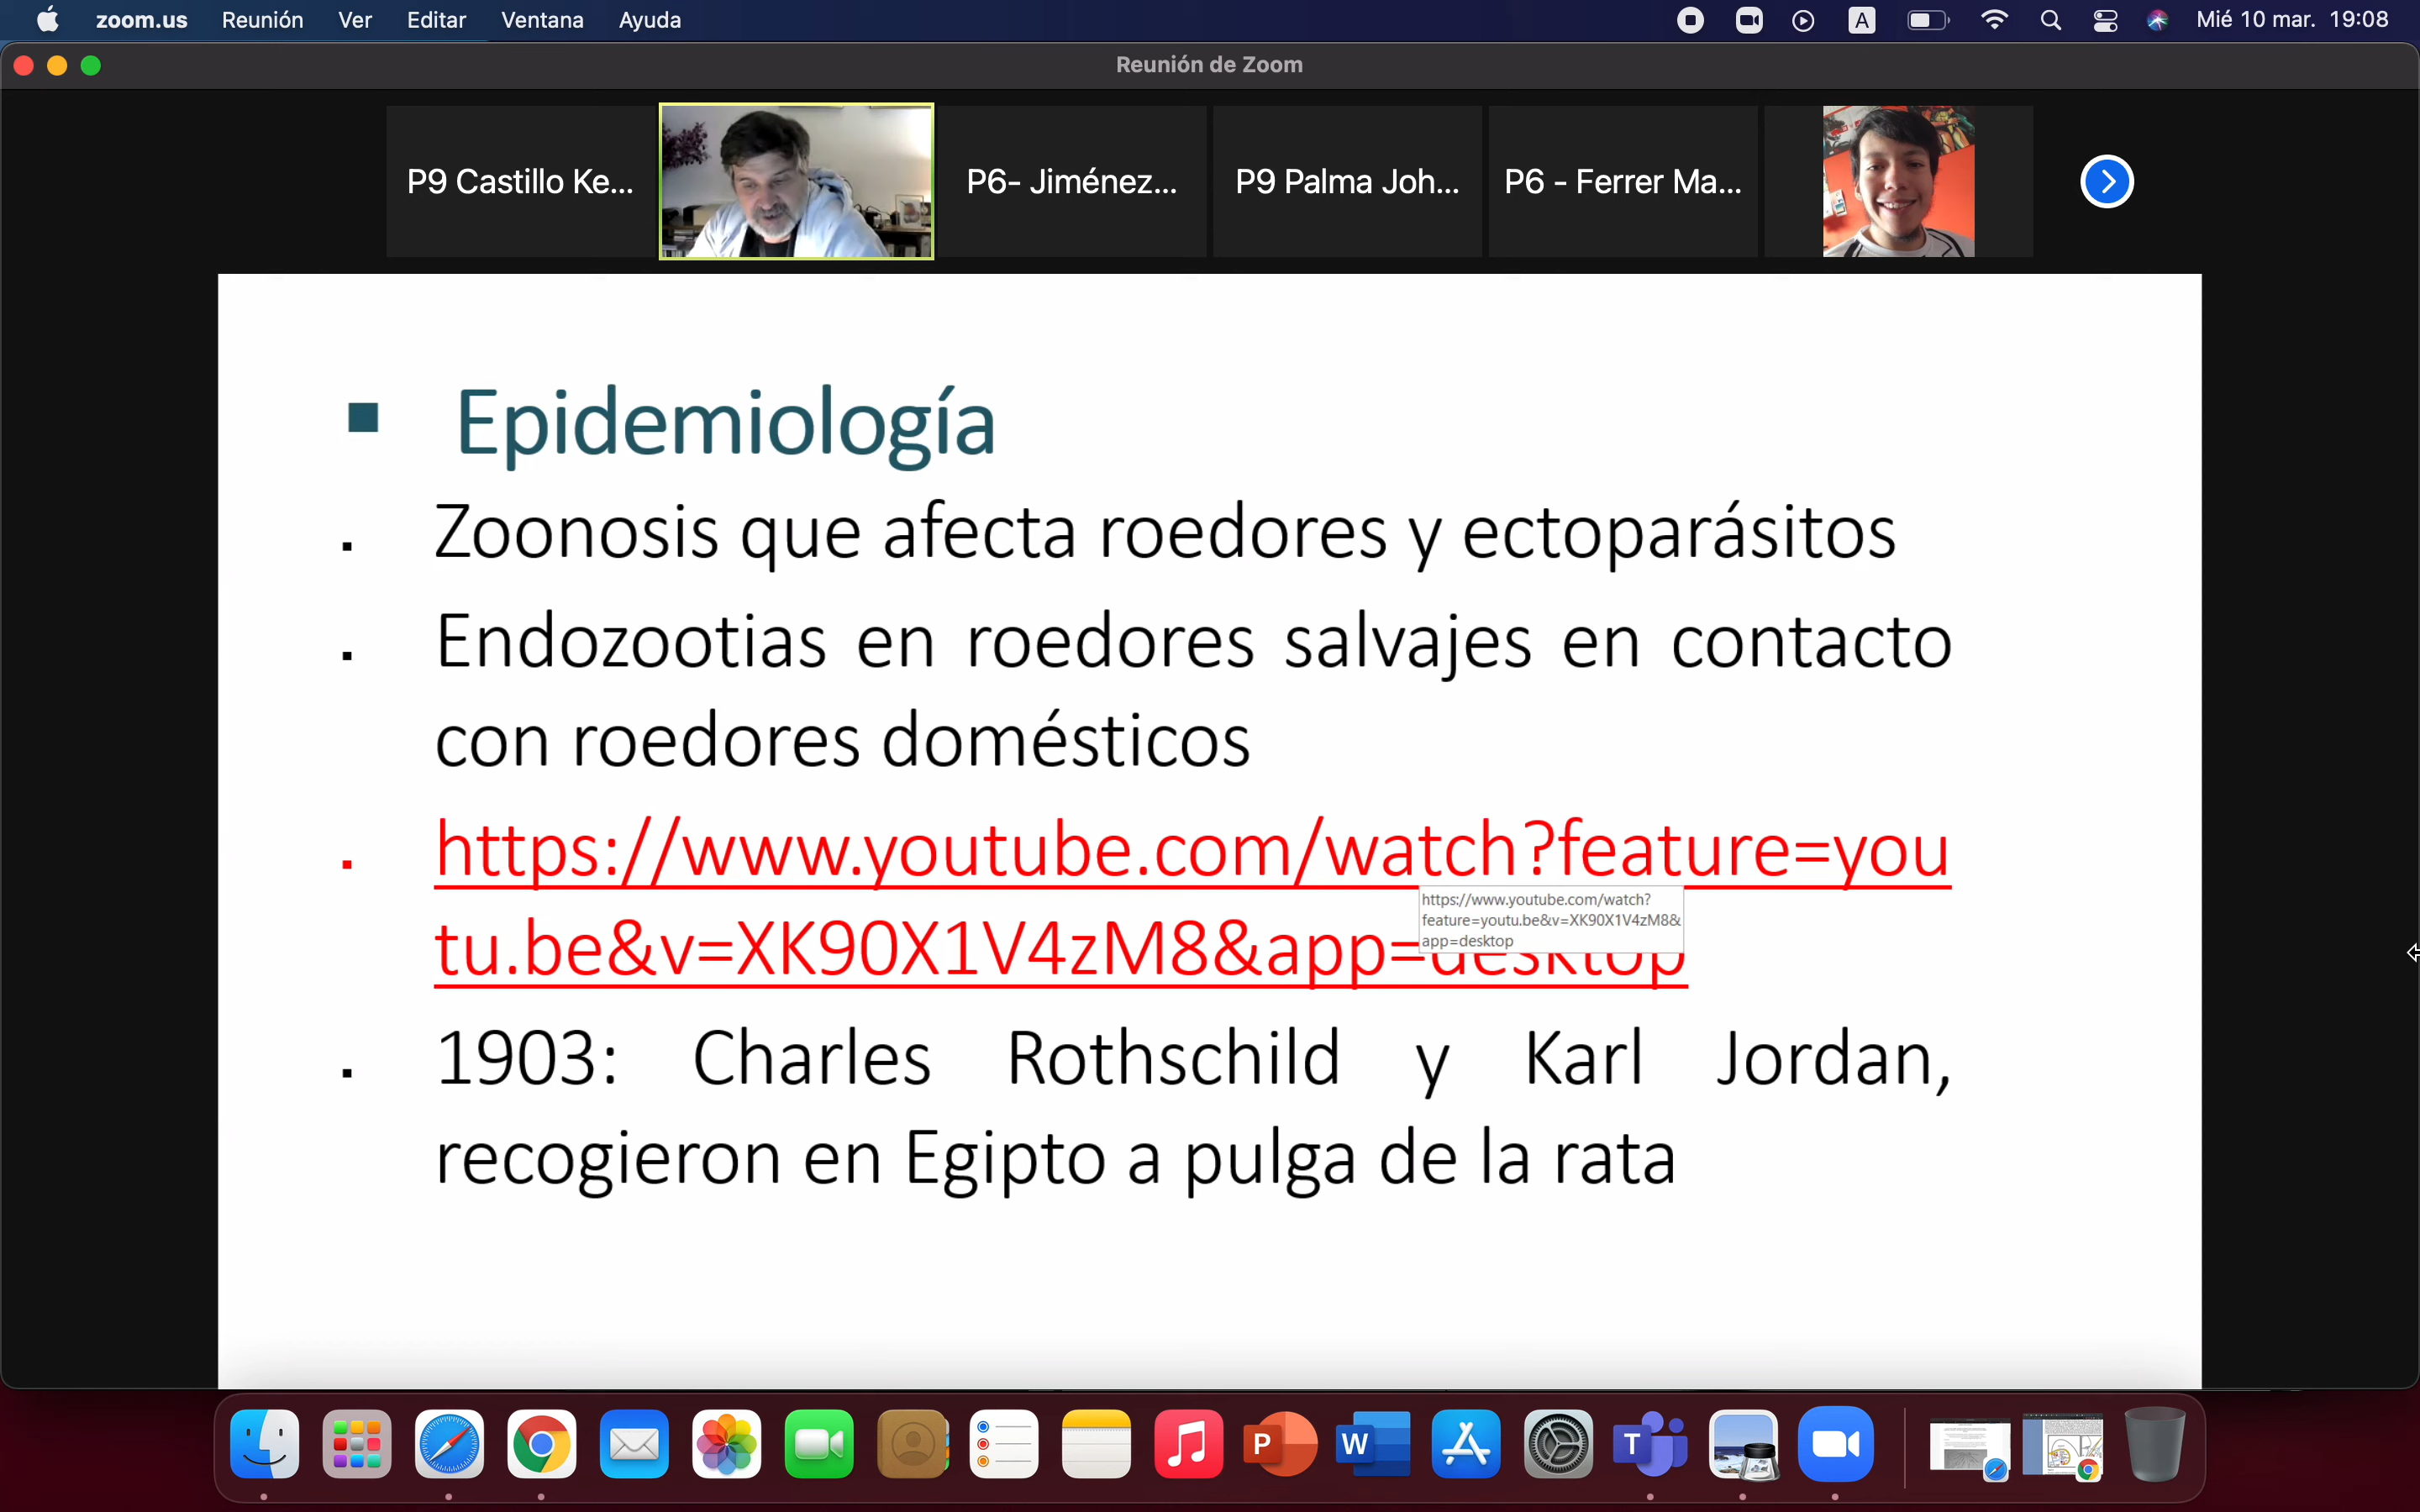 zoom.us Reunión Ver Editar Ventana Ayuda A Mié 10 mar. 19:08
Reunión de Zoom
P9 Castillo Ke... P6- Jiménez... P9 Palma Joh... P6 - Ferrer Ma...
Epidemiología
Zoonosis que afecta roedores y ectoparásitos
Endozootias en roedores salvajes en contacto
con roedores domésticos
https://www.youtube.com/watch?feature=you
tu.be&v=XK90X1V4zM8&app=desktop
https://www.youtube.com/watch?
feature=youtu.be&v=XK90X1V4zM8&
app=desktop
1903: Charles Rothschild y Karl Jordan,
recogieron en Egipto a pulga de la rata
P W T